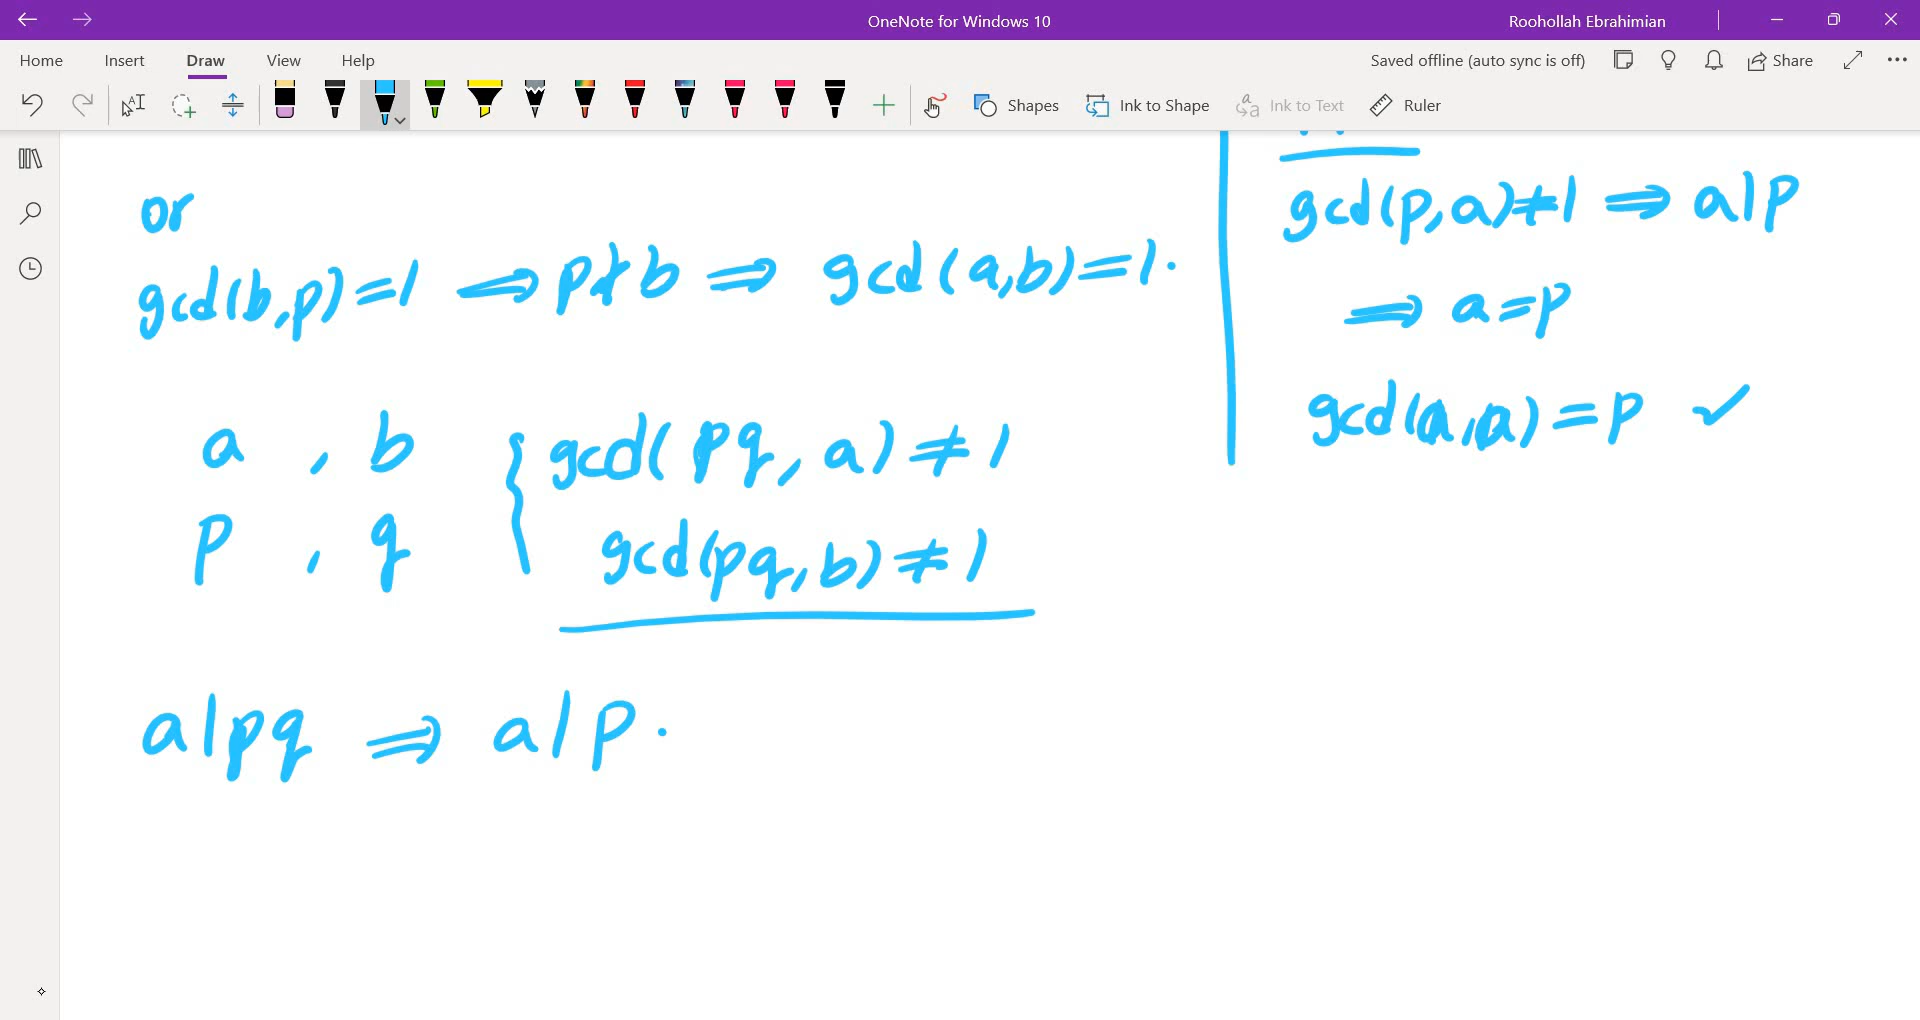 OneNote for Windows 10
Roohollah Ebrahimian
Home Insert Draw View Help
Saved offline (auto sync is off) Share
Shapes Ink to Shape Ink to Text Ruler
or
gcd(b,p)=1 ⟹ p∤b ⟹ gcd(a,b)=1.
a , b
p , q
{ gcd(pq, a) ≠ 1
gcd(pq, b) ≠ 1
a|pq ⟹ a|p.
gcd(p,a)≠1 ⟹ a|p
⟹ a=p
gcd(a,a)=p ✓